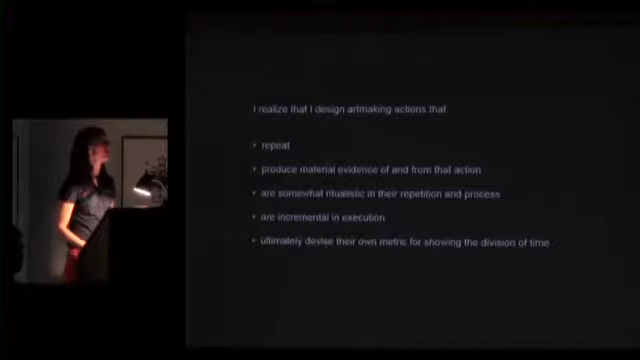 I realize that I design artmaking actions that:
• repeat
• produce material evidence of and from that action
• are somewhat ritualistic in their repetition and process
• are incremental in execution
• ultimately devise their own metric for showing the division of time